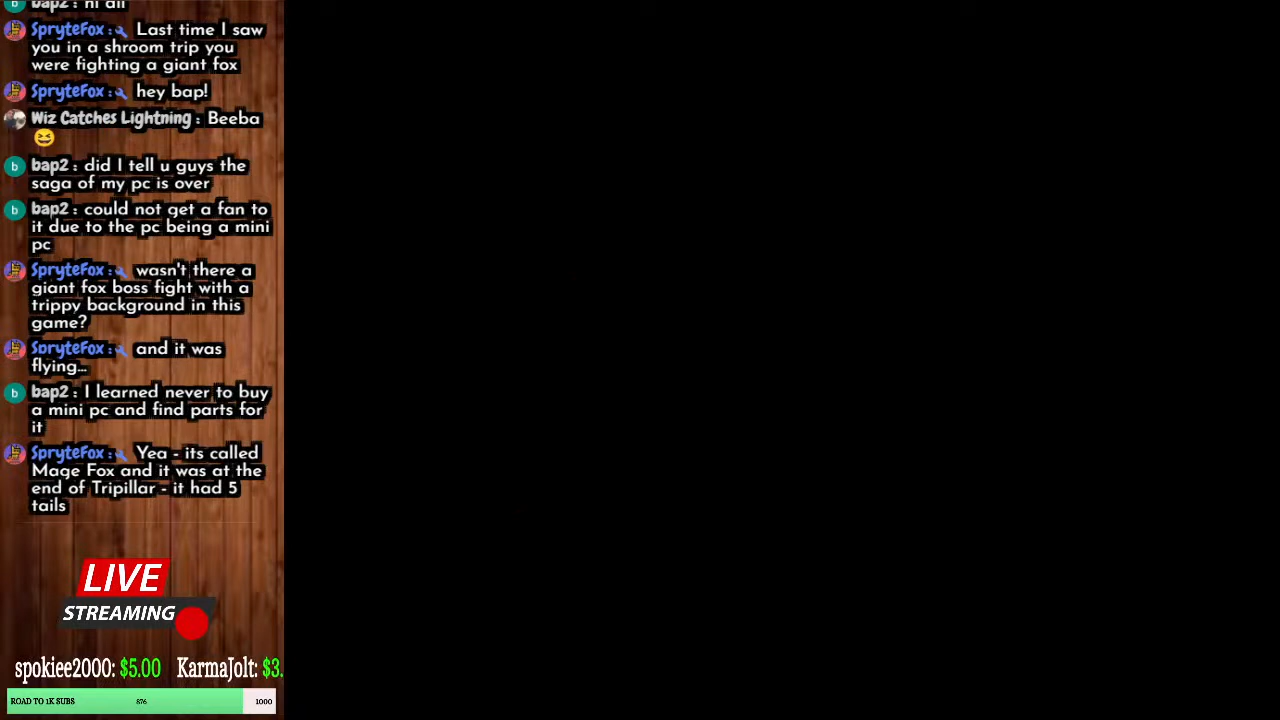 bap2 : hi all
SpryteFox : Last time I saw
you in a shroom trip you
were fighting a giant fox
SpryteFox : hey bap!
Wiz Catches Lightning : Beeba
😆
b bap2 : did I tell u guys the
saga of my pc is over
b bap2 : could not get a fan to
it due to the pc being a mini
pc
SpryteFox : wasn't there a
giant fox boss fight with a
trippy background in this
game?
SpryteFox : and it was
flying...
b bap2 : I learned never to buy
a mini pc and find parts for
it
SpryteFox : Yea - its called
Mage Fox and it was at the
end of Tripillar - it had 5
tails
LIVE
STREAMING
spokiee2000: $5.00 KarmaJolt: $3.
ROAD TO 1K SUBS 876 1000